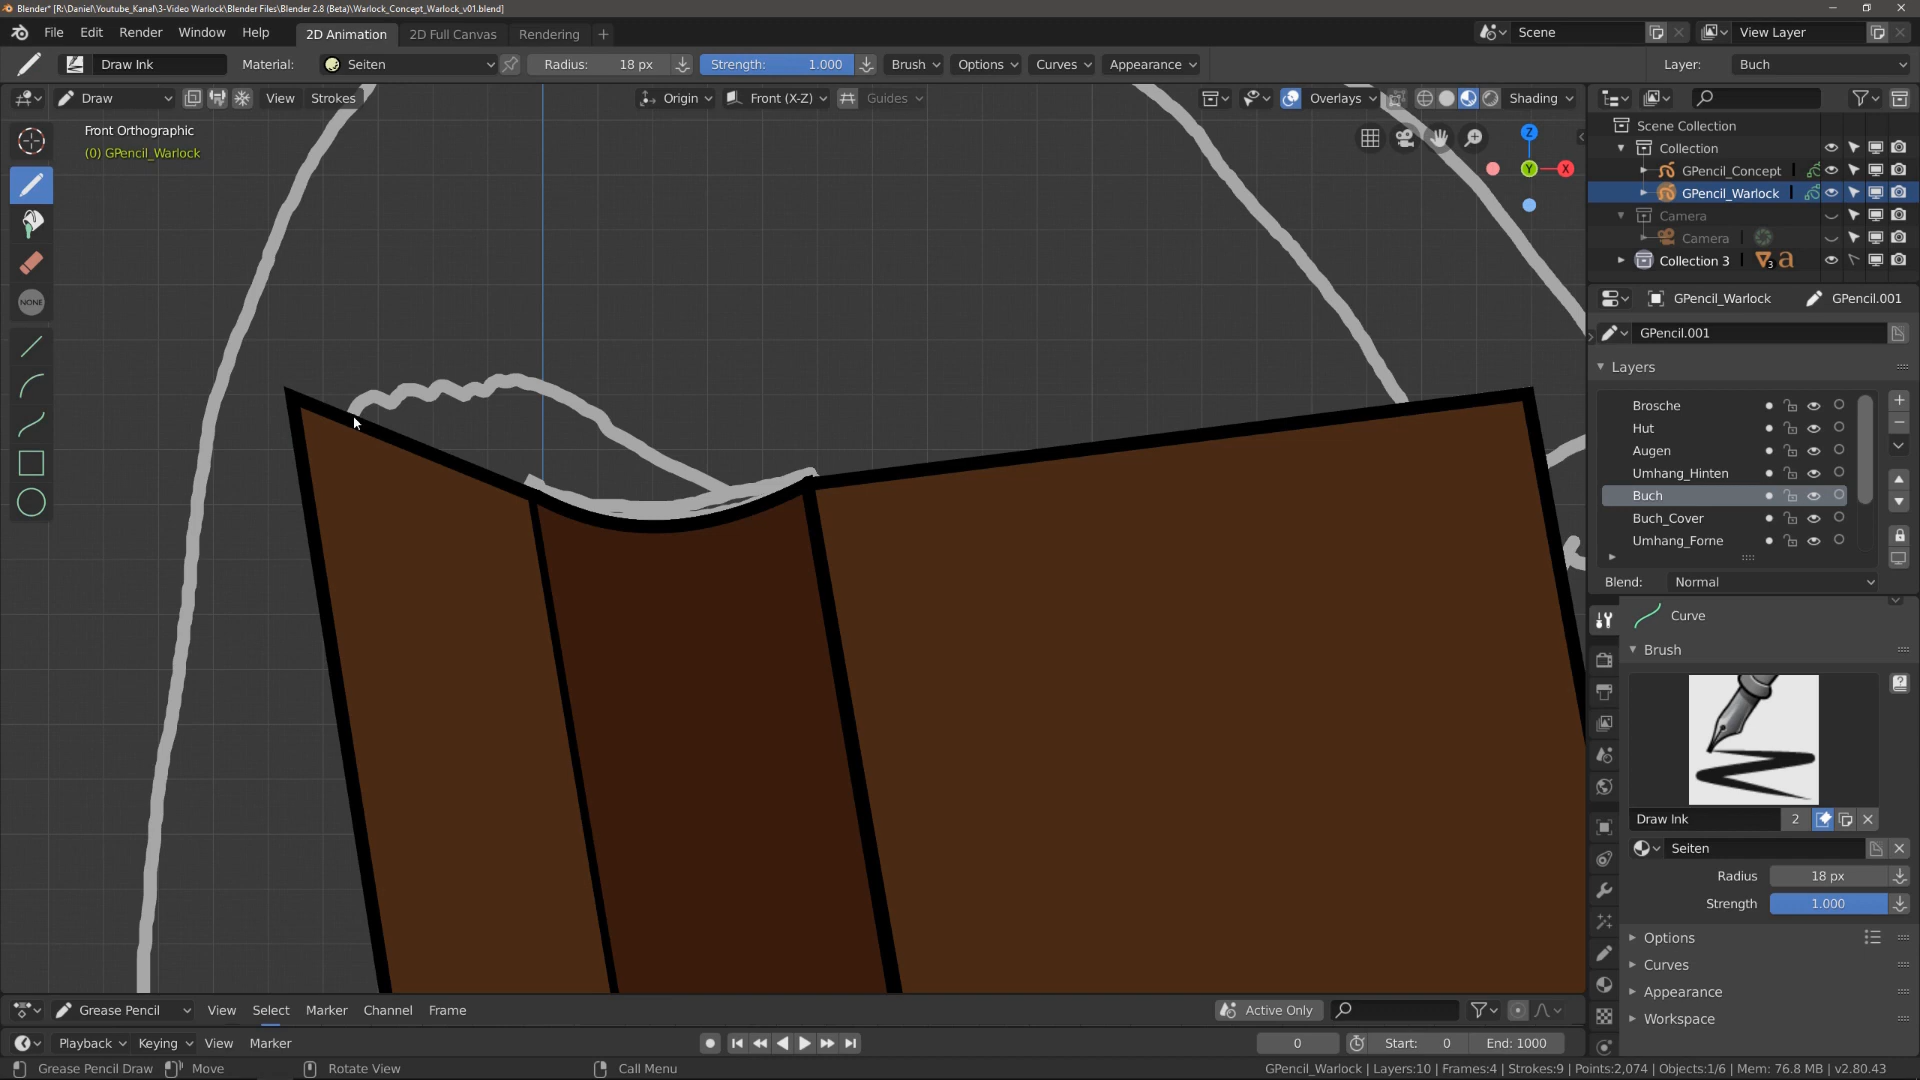 Blender* [R:\Daniel\Youtube_Kanal\3-Video Warlock\Blender Files\Blender 2.8 (Beta)\Warlock_Concept_Warlock_v01.blend]
File Edit Render Window Help 2D Animation 2D Full Canvas Rendering + Scene View Layer
Draw Ink Material: Seiten Radius: 18 px Strength: 1.000 Brush Options Curves Appearance Layer: Buch
Draw View Strokes Origin Front (X-Z) Guides Overlays Shading
Front Orthographic
(0) GPencil_Warlock
Z
Y X
NONE
Scene Collection
Collection
GPencil_Concept
GPencil_Warlock
Camera
Camera
Collection 3 3
GPencil_Warlock GPencil.001
GPencil.001
Layers
Brosche
Hut
Augen
Umhang_Hinten
Buch
Buch_Cover
Umhang_Forne
Blend: Normal
Curve
Brush
Draw Ink 2
Seiten
Radius 18 px
Strength 1.000
Options
Curves
Appearance
Workspace
Grease Pencil View Select Marker Channel Frame Active Only
Playback Keying View Marker 0 Start: 0 End: 1000
Grease Pencil Draw Move Rotate View Call Menu GPencil_Warlock | Layers:10 | Frames:4 | Strokes:9 | Points:2,074 | Objects:1/6 | Mem: 76.8 MB | v2.80.43